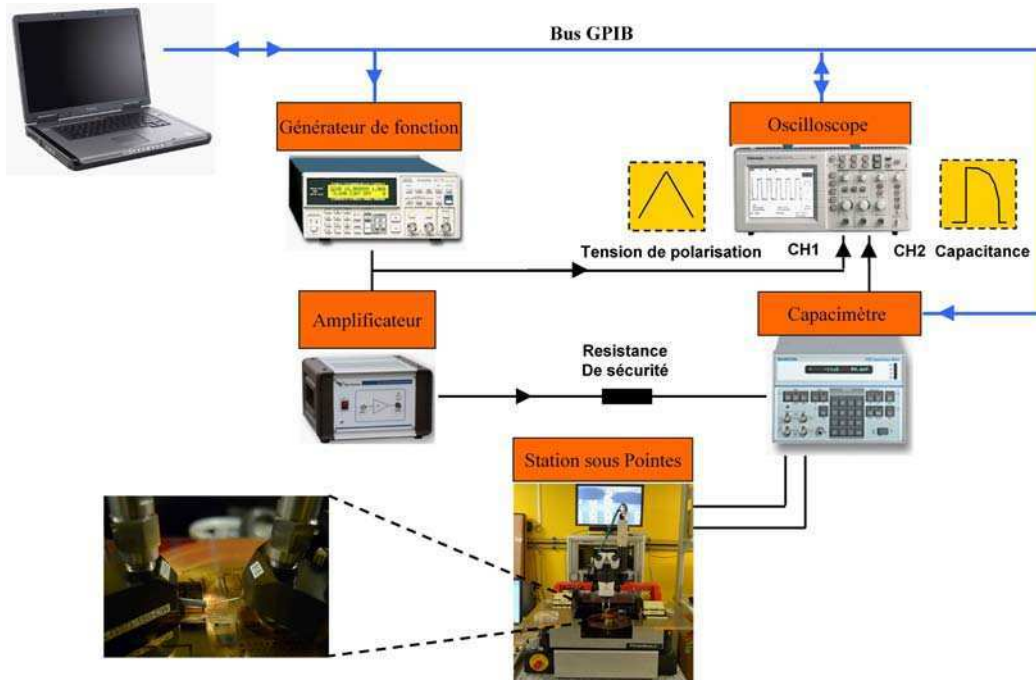 Bus GPIB
Générateur de fonction
Oscilloscope
Tension de polarisation
CH1
CH2
Capacitance
Amplificateur
Capacimètre
Resistance
De sécurité
Station sous Pointes